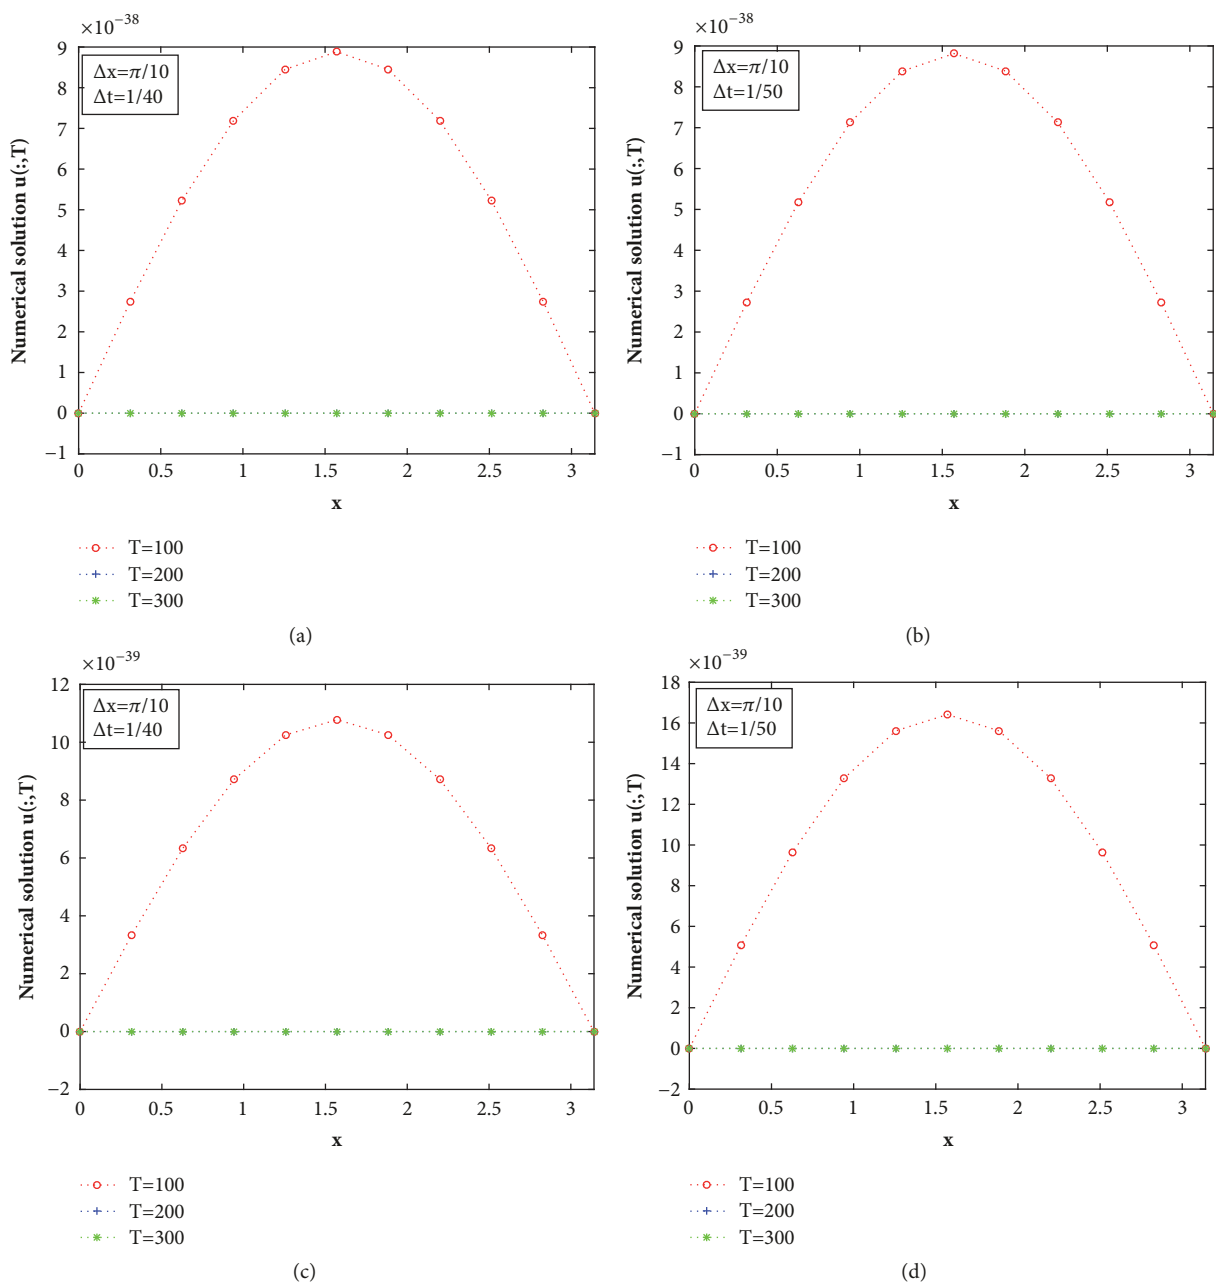 ×10⁻³⁸
9
8
7
6
5
4
3
2
1
0
−1
Numerical solution u(:,T)
Δx=π/10
Δt=1/40
0 0.5 1 1.5 2 2.5 3
x
T=100
T=200
T=300
(a)
×10⁻³⁸
9
8
7
6
5
4
3
2
1
0
−1
Numerical solution u(:,T)
Δx=π/10
Δt=1/50
0 0.5 1 1.5 2 2.5 3
x
T=100
T=200
T=300
(b)
×10⁻³⁹
12
10
8
6
4
2
0
−2
Numerical solution u(:,T)
Δx=π/10
Δt=1/40
0 0.5 1 1.5 2 2.5 3
x
T=100
T=200
T=300
(c)
×10⁻³⁹
18
16
14
12
10
8
6
4
2
0
−2
Numerical solution u(:,T)
Δx=π/10
Δt=1/50
0 0.5 1 1.5 2 2.5 3
x
T=100
T=200
T=300
(d)